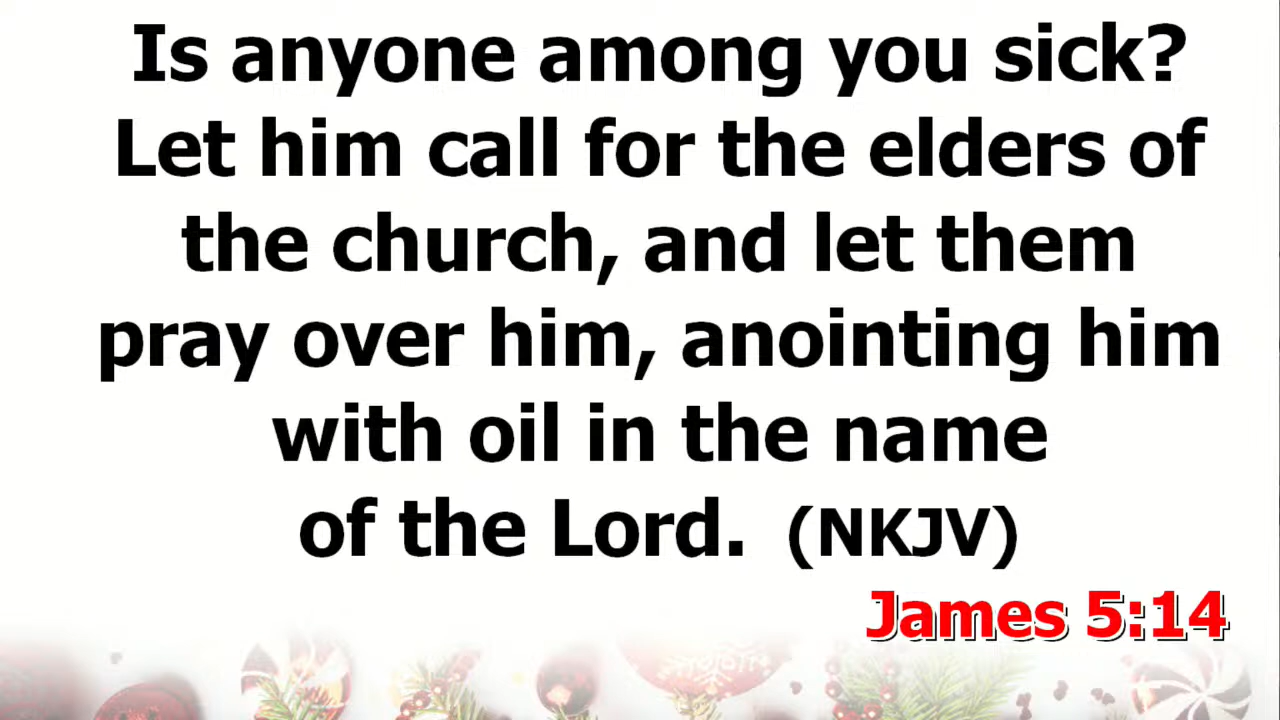 Is anyone among you sick?
Let him call for the elders of
the church, and let them
pray over him, anointing him
with oil in the name
of the Lord. (NKJV)
James 5:14